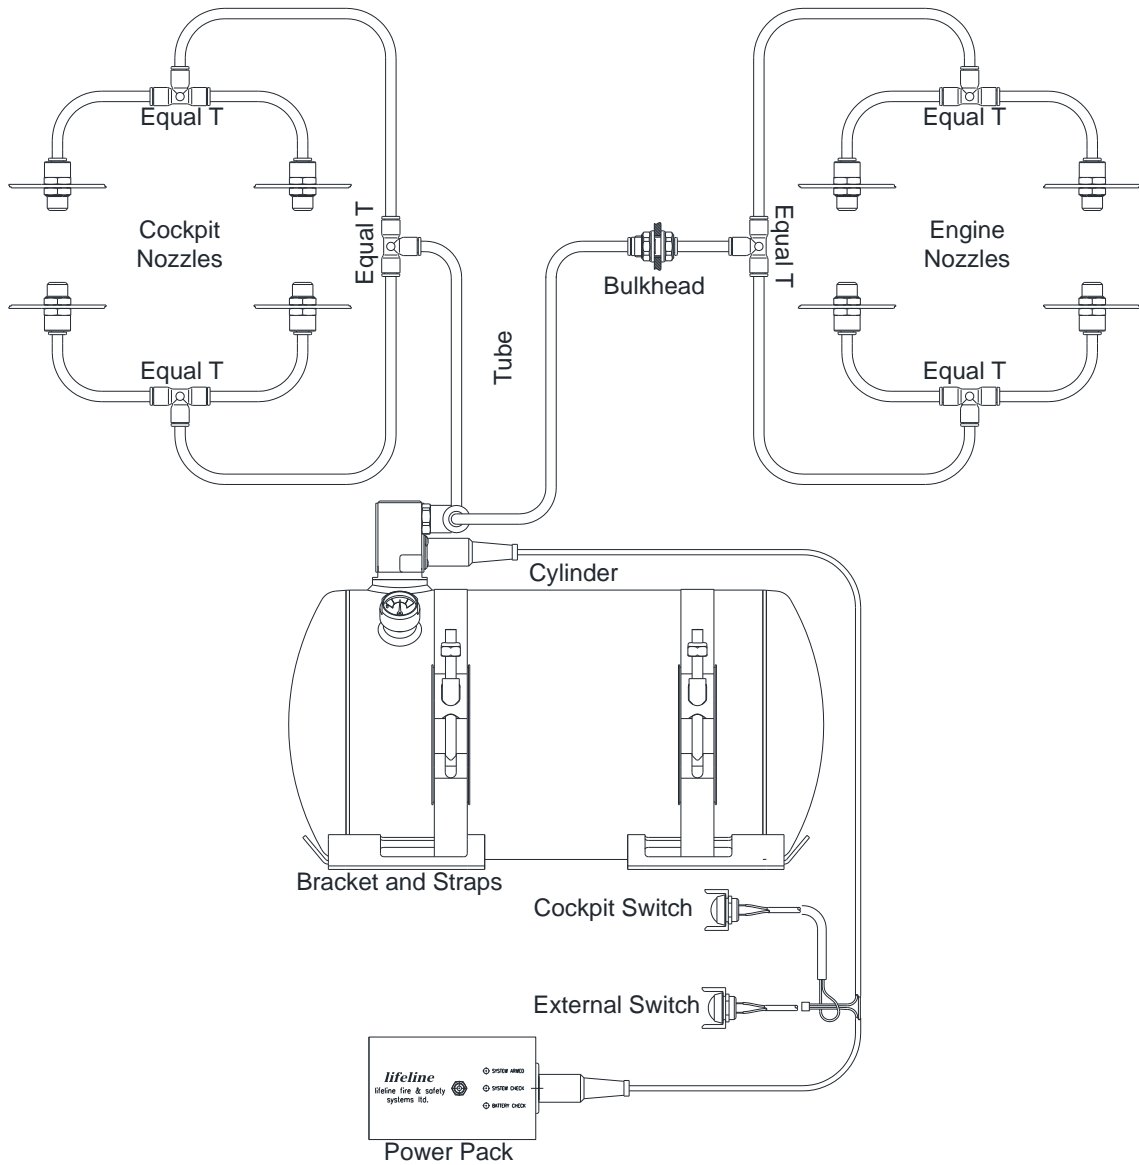 Equal T
Equal T
Cockpit
Nozzles
Equal T
Equal T
Engine
Nozzles
Bulkhead
Tube
Equal T
Equal T
Cylinder
Bracket and Straps
Cockpit Switch
External Switch
lifeline
lifeline fire & safety
systems ltd.
SYSTEM ARMED
SYSTEM CHECK
BATTERY CHECK
Power Pack